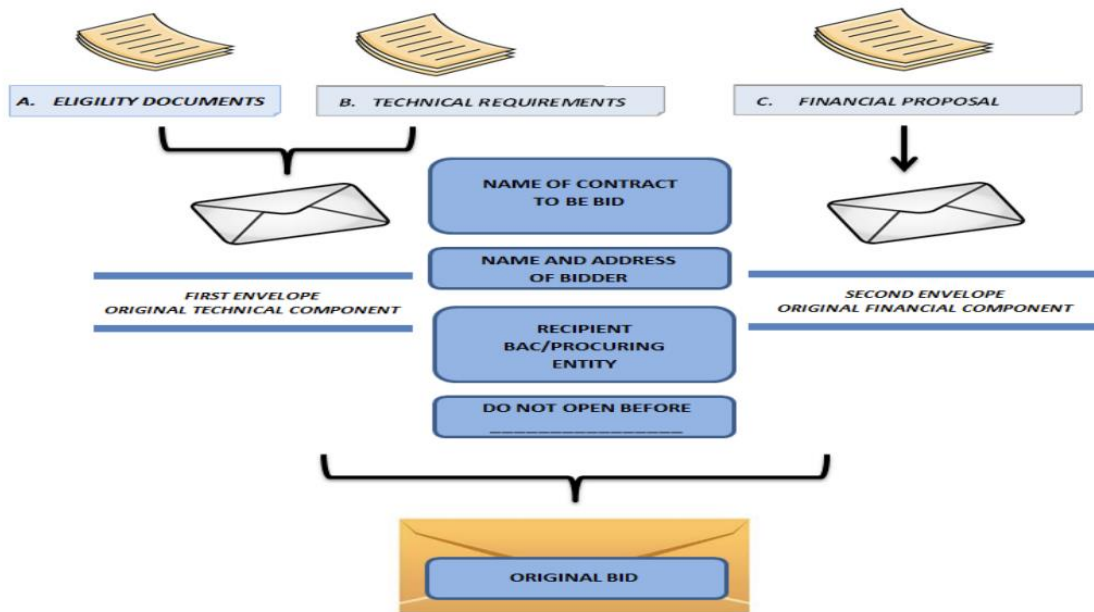 A. ELIGILITY DOCUMENTS
B. TECHNICAL REQUIREMENTS
C. FINANCIAL PROPOSAL
NAME OF CONTRACT
TO BE BID
NAME AND ADDRESS
OF BIDDER
FIRST ENVELOPE
ORIGINAL TECHNICAL COMPONENT
SECOND ENVELOPE
ORIGINAL FINANCIAL COMPONENT
RECIPIENT
BAC/PROCURING
ENTITY
DO NOT OPEN BEFORE
________________
ORIGINAL BID